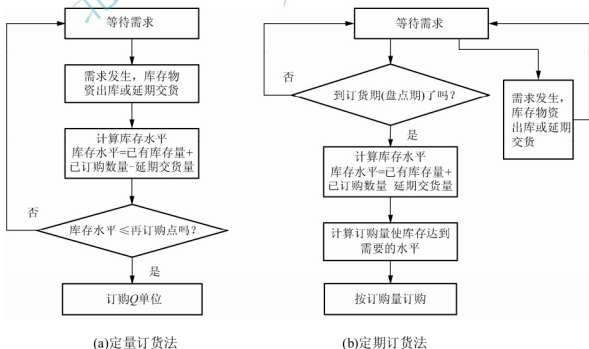 等待需求
需求发生，库存物
资出库或延期交货
计算库存水平
库存水平=已有库存量+
已订购数量-延期交货量
否
库存水平≤再订购点吗？
是
订购Q单位
(a)定量订货法
等待需求
否
到订货期(盘点期)了吗？
是
需求发生，
库存物资
出库或延期
交货
计算库存水平
库存水平=已有库存量+
已订购数量 延期交货量
计算订购量使库存达到
需要的水平
按订购量订购
(b)定期订货法